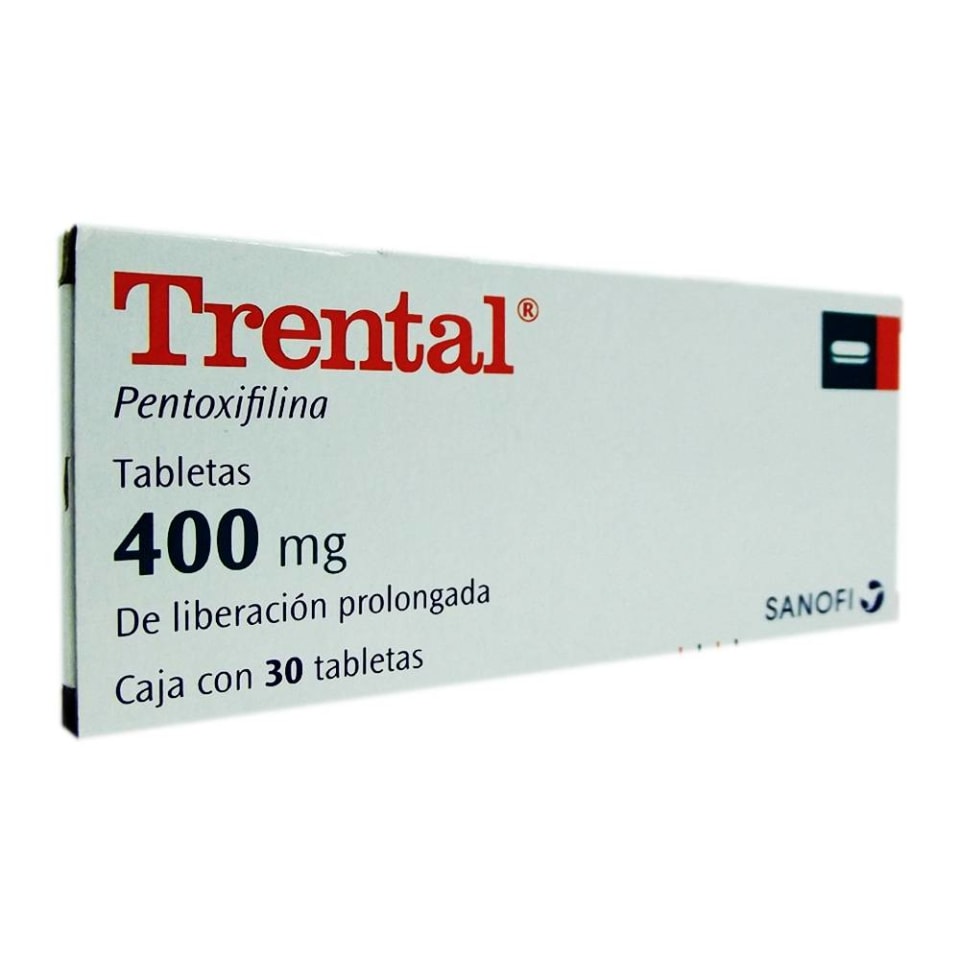 Trental®
Pentoxifilina
Tabletas
400 mg
De liberación prolongada
Caja con 30 tabletas
SANOFI